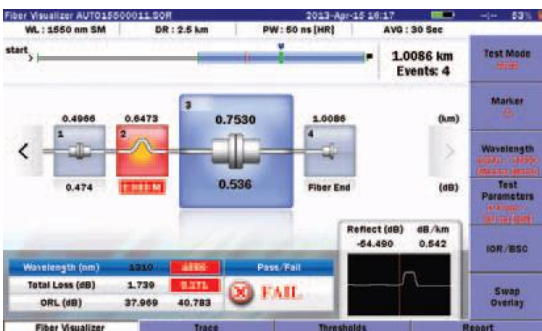 Fiber Visualizer AUTO15500011.SOR 2013-Apr-15 16:17 53%
WL.: 1550 nm SM DR : 2.5 km PW: 50 ns [HR] AVG : 30 Sec
start
1.0086 km
Events: 4
Test Mode
Marker
Wavelength
Test
Parameters
IOR/BSC
Swap
Overlay
0.4966 0.6473 0.7530 1.0086 (km)
1 2 3 4
0.474 0.536 Fiber End (dB)
Reflect (dB) dB/km
-54.490 0.542
Wavelength (nm) 1310 Pass/Fail
Total Loss (dB) 1.739
FAIL
ORL (dB) 37.969 40.783
Fiber Visualizer Trace Thresholds Report